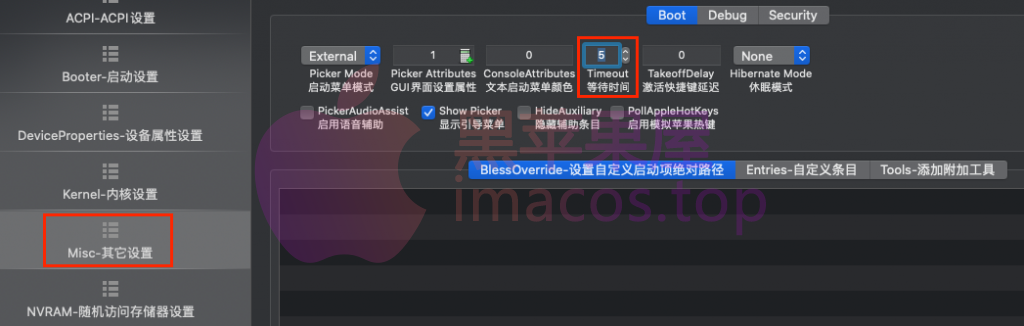 ACPI-ACPI设置
Booter-启动设置
DeviceProperties-设备属性设置
Kernel-内核设置
Misc-其它设置
NVRAM-随机访问存储器设置
Boot Debug Security
External 1 0 5 0 None
Picker Mode Picker Attributes ConsoleAttributes Timeout TakeoffDelay Hibernate Mode
启动菜单模式 GUI界面设置属性 文本启动菜单颜色 等待时间 激活快捷键延迟 休眠模式
PickerAudioAssist Show Picker HideAuxiliary PollAppleHotKeys
启用语音辅助 显示引导菜单 隐藏辅助条目 启用模拟苹果热键
黑苹果屋
BlessOverride-设置自定义启动项绝对路径 Entries-自定义条目 Tools-添加附加工具
imacos.top